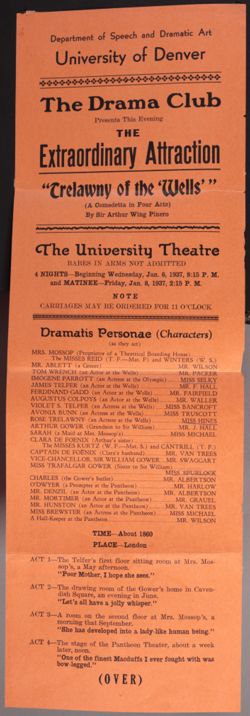 Department of Speech and Dramatic Art
University of Denver
The Drama Club
Presents This Evening
THE
Extraordinary Attraction
"Trelawny of the Wells'"
(A Comedetta in Four Acts)
By Sir Arthur Wing Pinero
The University Theatre
BABES IN ARMS NOT ADMITTED
4 NIGHTS—Beginning Wednesday, Jan. 6, 1937, 8:15 P. M.
and MATINEE—Friday, Jan. 8, 1937, 2:15 P. M.
NOTE
CARRIAGES MAY BE ORDERED FOR 11 O'CLOCK
Dramatis Personae (Characters)
(as they act)
MRS. MOSSOP (Proprietor of a Theatrical Boarding House)
The MISSES REID (T. F—Mat. F) and WINTERS (W. S.)
MR. ABLETT (a Grocer) MR. WILSON
TOM WRENCH (an Actor at the Wells) MR. PACKER
IMOGENE PARROTT (an Actress at the Olympic) MISS SILKY
JAMES TELFER (an Actor at the Wells) MR. F. HALL
FERDINAND GADD (an Actor at the Wells) MR. FAIRFIELD
AUGUSTUS COLPOYS (an Actor at the Wells) MR. WALLER
VIOLET S. TELFER (an Actress at the Wells) MISS BANCROFT
AVONIA BUNN (an Actress at the Wells) MISS TRUSCOTT
ROSE TRELAWNY (an Actress at the Wells) MISS HINES
ARTHUR GOWER (Grandson to Sir William) MR. J. HALL
SARAH (a Maid at Mrs. Mossop's) MISS MICHAEL
CLARA DE FOENIX (Arthur's sister)
The MISSES KURTZ (W. F—Mat. S.) and CANTRILL (T. F.)
CAPTAIN DE FOENIX (Clara's husband) MR. VAN TREES
VICE-CHANCELLOR, SIR WILLIAM GOWER MR. SWAGGART
MISS TRAFALGAR GOWER (Sister to Sir William)
MISS SPURLOCK
CHARLES (the Gower's butler) MR. ALBERTSON
O'DWYER (a Prompter at the Pantheon) MR. HARLOW
MR. DENZIL (an Actor at the Pantheon) MR. ALBERTSON
MR. MORTIMER (an Actor at the Pantheon) MR. GRAUEL
MR. HUNSTON (an Actor at the Pantheon) MR. VAN TREES
MISS BREWSTER (an Actress at the Pantheon) MISS MICHAEL
A Hall-Keeper at the Pantheon MR. WILSON
TIME—About 1860
PLACE—London
ACT 1—The Telfer's first floor sitting room at Mrs. Mos-
sop's, a May afternoon.
"Poor Mother, I hope she sees."
ACT 2—The drawing room of the Gower's home in Caven-
dish Square, an evening in June.
"Let's all have a jolly whisper."
ACT 3—A room on the second floor at Mrs. Mossop's, a
morning that September.
"She has developed into a lady-like human being."
ACT 4—The stage of the Pantheon Theater, about a week
later, noon.
"One of the finest Macduffs I ever fought with was
bow-legged."
(OVER)